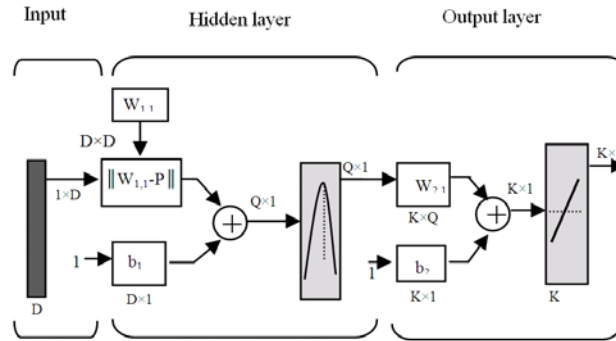 Input
Hidden layer
Output layer
W1,1
D×D
‖W1,1-P‖
1×D
Q×1
Q×1
W2,1
K×Q
K×1
K×
1
b1
D×1
1
b2
K×1
D
K